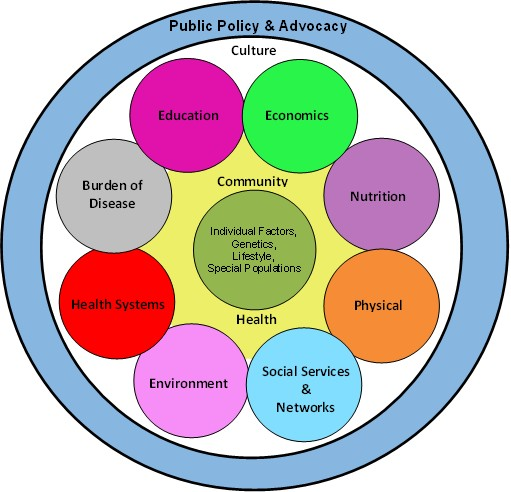 Public Policy & Advocacy
Culture
Education
Economics
Burden of
Disease
Community
Nutrition
Individual Factors,
Genetics,
Lifestyle,
Special Populations
Health Systems
Health
Physical
Environment
Social Services
&
Networks